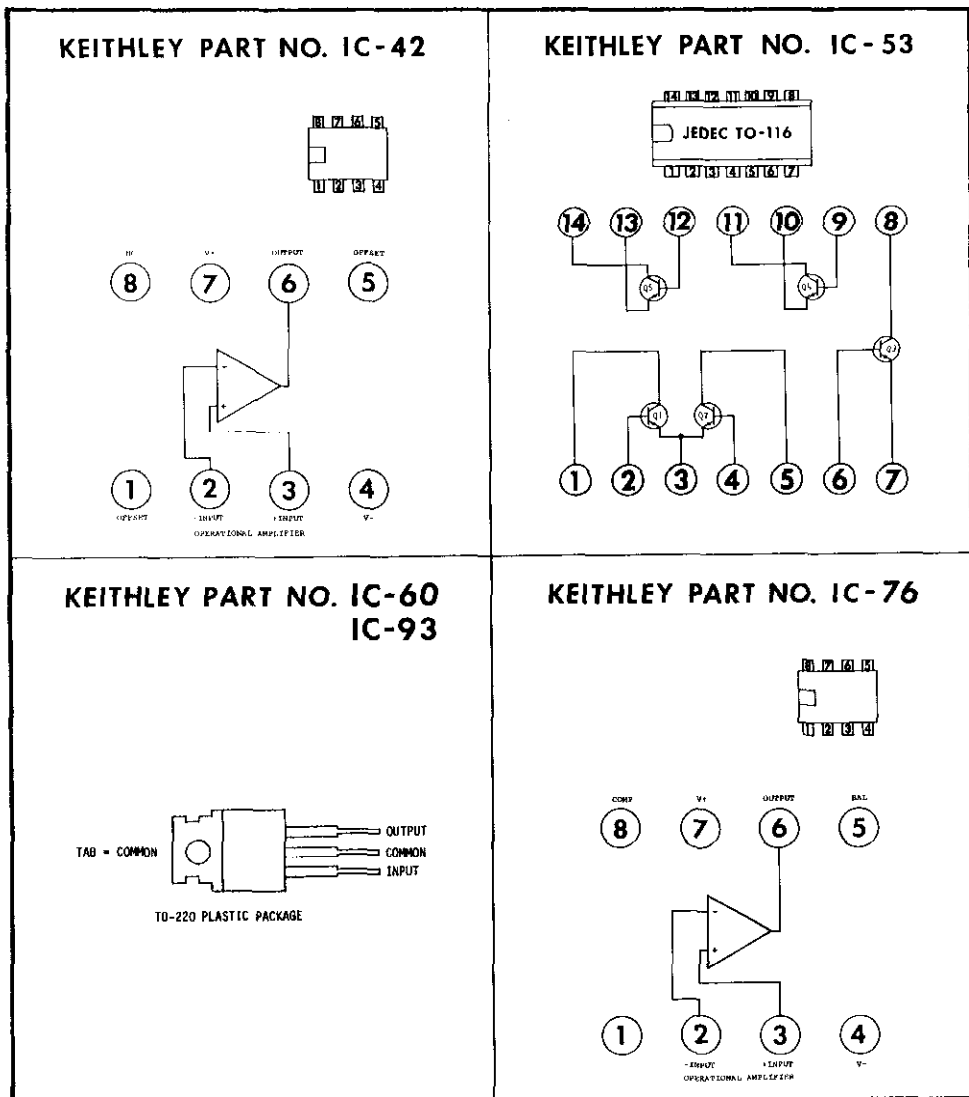 KEITHLEY PART NO. IC-42
8 7 6 5
1 2 3 4
V+ OUTPUT OFFSET
8 7 6 5
-
+
1 2 3 4
OFFSET -INPUT +INPUT V-
OPERATIONAL AMPLIFIER
KEITHLEY PART NO. IC-53
14 13 12 11 10 9 8
JEDEC TO-116
1 2 3 4 5 6 7
14 13 12 11 10 9 8
Q5 Q4
Q3
Q1 Q2
1 2 3 4 5 6 7
KEITHLEY PART NO. IC-60
IC-93
OUTPUT
TAB = COMMON COMMON
INPUT
TO-220 PLASTIC PACKAGE
KEITHLEY PART NO. IC-76
8 7 6 5
1 2 3 4
COMP V+ OUTPUT BAL
8 7 6 5
-
+
1 2 3 4
-INPUT +INPUT V-
OPERATIONAL AMPLIFIER